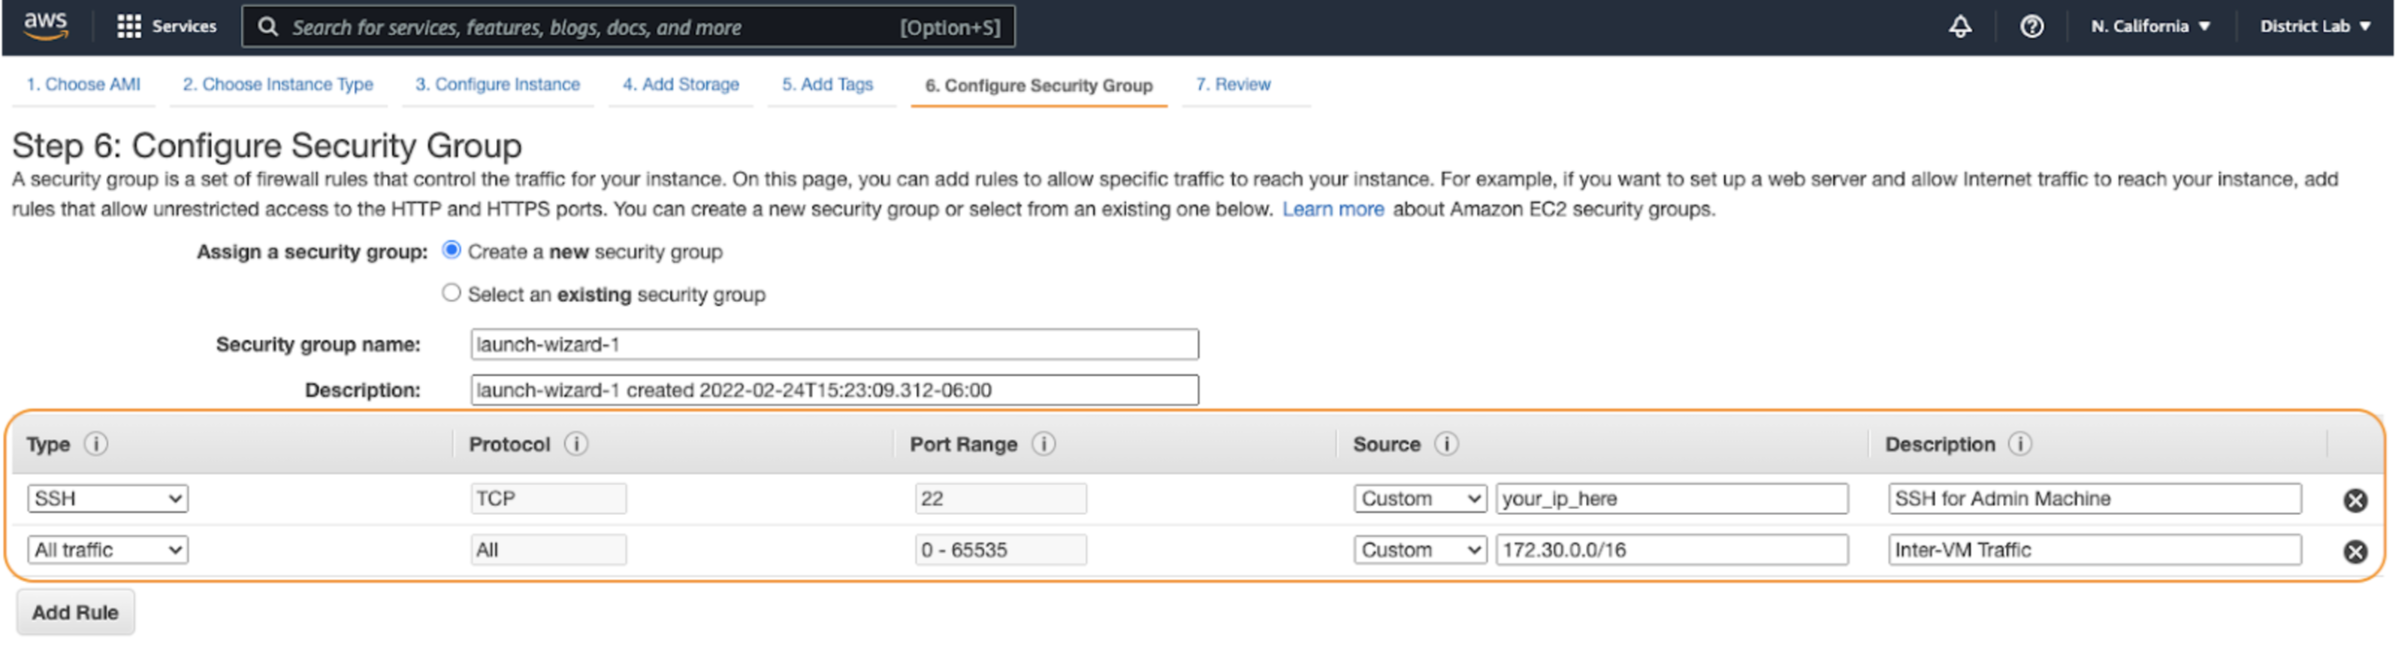 aws Services Search for services, features, blogs, docs, and more [Option+S] N. California District Lab
1. Choose AMI 2. Choose Instance Type 3. Configure Instance 4. Add Storage 5. Add Tags 6. Configure Security Group 7. Review
Step 6: Configure Security Group
A security group is a set of firewall rules that control the traffic for your instance. On this page, you can add rules to allow specific traffic to reach your instance. For example, if you want to set up a web server and allow Internet traffic to reach your instance, add
rules that allow unrestricted access to the HTTP and HTTPS ports. You can create a new security group or select from an existing one below. Learn more about Amazon EC2 security groups.
Assign a security group: Create a new security group
Select an existing security group
Security group name: launch-wizard-1
Description: launch-wizard-1 created 2022-02-24T15:23:09.312-06:00
Type Protocol Port Range Source Description
SSH TCP 22 Custom your_ip_here SSH for Admin Machine
All traffic All 0 - 65535 Custom 172.30.0.0/16 Inter-VM Traffic
Add Rule